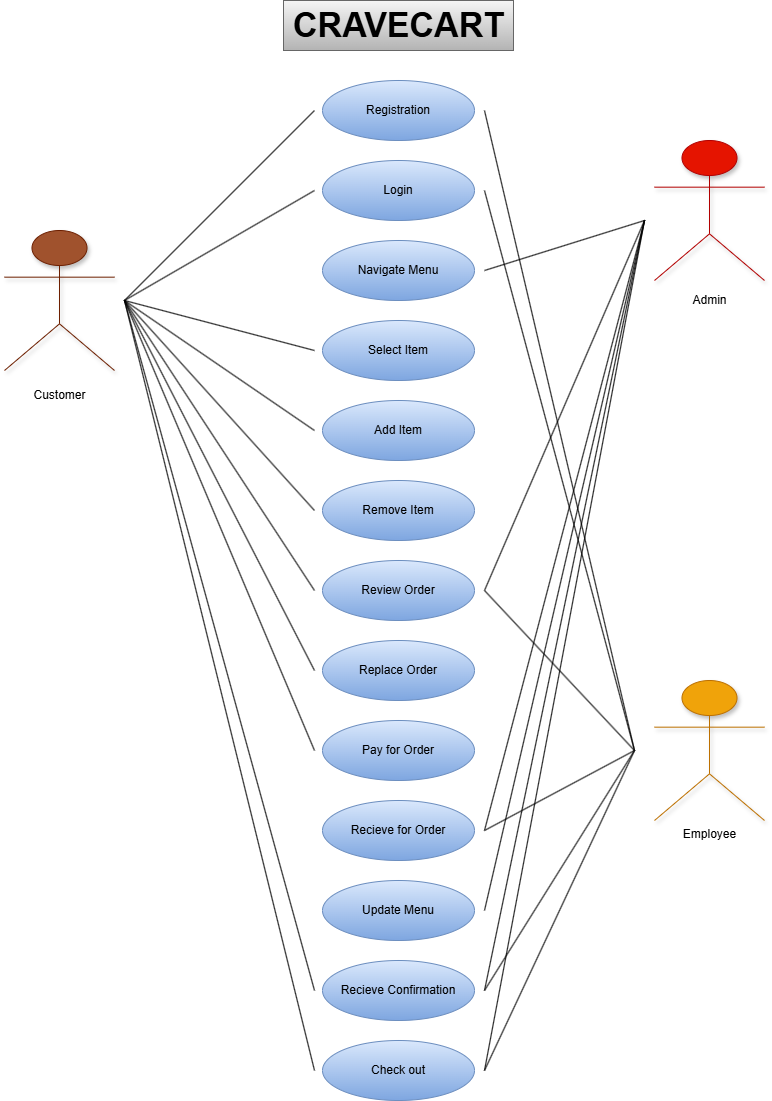 CRAVECART
Registration
Login
Navigate Menu
Select Item
Add Item
Remove Item
Review Order
Replace Order
Pay for Order
Recieve for Order
Update Menu
Recieve Confirmation
Check out
Customer
Admin
Employee